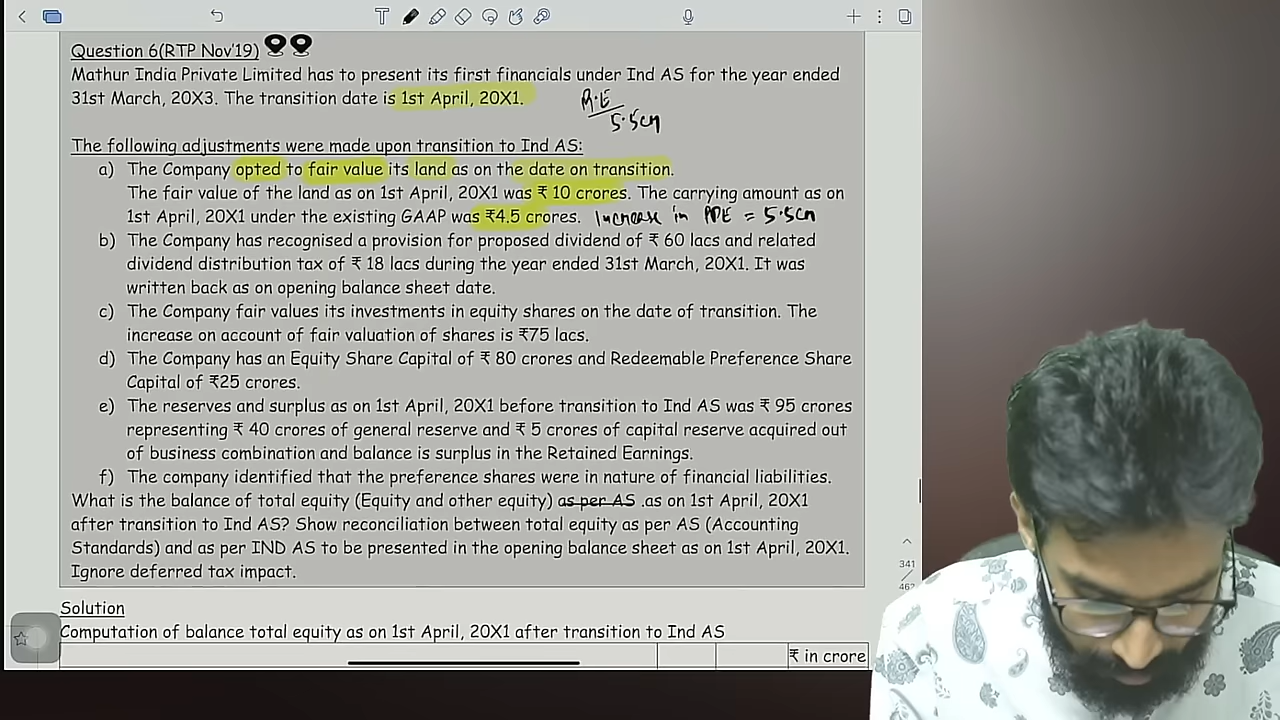 Question 6(RTP Nov'19)
Mathur India Private Limited has to present its first financials under Ind AS for the year ended
31st March, 20X3. The transition date is 1st April, 20X1.
R.E
5.5cr
The following adjustments were made upon transition to Ind AS:
a) The Company opted to fair value its land as on the date on transition.
The fair value of the land as on 1st April, 20X1 was ₹ 10 crores. The carrying amount as on
1st April, 20X1 under the existing GAAP was ₹4.5 crores. Increase in PPE = 5.5cr
b) The Company has recognised a provision for proposed dividend of ₹ 60 lacs and related
dividend distribution tax of ₹ 18 lacs during the year ended 31st March, 20X1. It was
written back as on opening balance sheet date.
c) The Company fair values its investments in equity shares on the date of transition. The
increase on account of fair valuation of shares is ₹75 lacs.
d) The Company has an Equity Share Capital of ₹ 80 crores and Redeemable Preference Share
Capital of ₹25 crores.
e) The reserves and surplus as on 1st April, 20X1 before transition to Ind AS was ₹ 95 crores
representing ₹ 40 crores of general reserve and ₹ 5 crores of capital reserve acquired out
of business combination and balance is surplus in the Retained Earnings.
f) The company identified that the preference shares were in nature of financial liabilities.
What is the balance of total equity (Equity and other equity) as per AS .as on 1st April, 20X1
after transition to Ind AS? Show reconciliation between total equity as per AS (Accounting
Standards) and as per IND AS to be presented in the opening balance sheet as on 1st April, 20X1.
Ignore deferred tax impact.
341
/
462
Solution
Computation of balance total equity as on 1st April, 20X1 after transition to Ind AS
₹ in crore